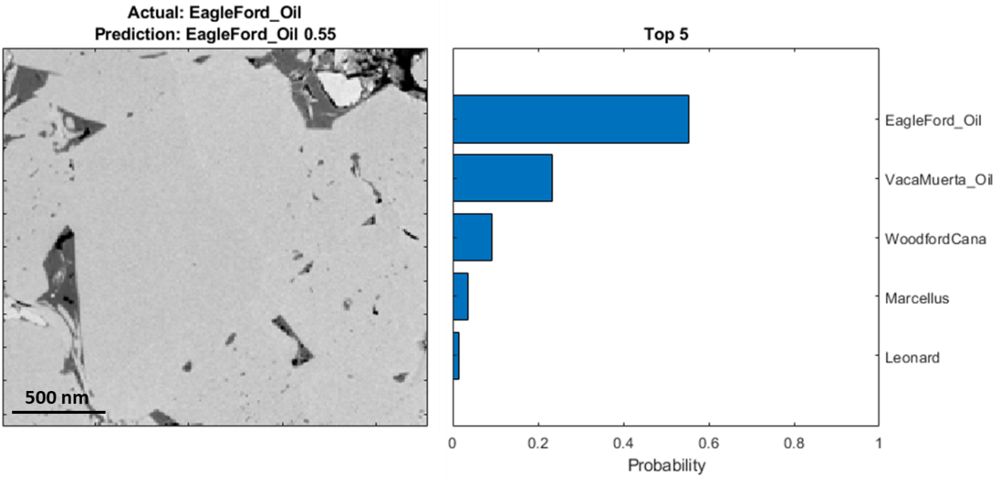 Actual: EagleFord_Oil
Prediction: EagleFord_Oil 0.55
500 nm
Top 5
EagleFord_Oil
VacaMuerta_Oil
WoodfordCana
Marcellus
Leonard
0 0.2 0.4 0.6 0.8 1
Probability